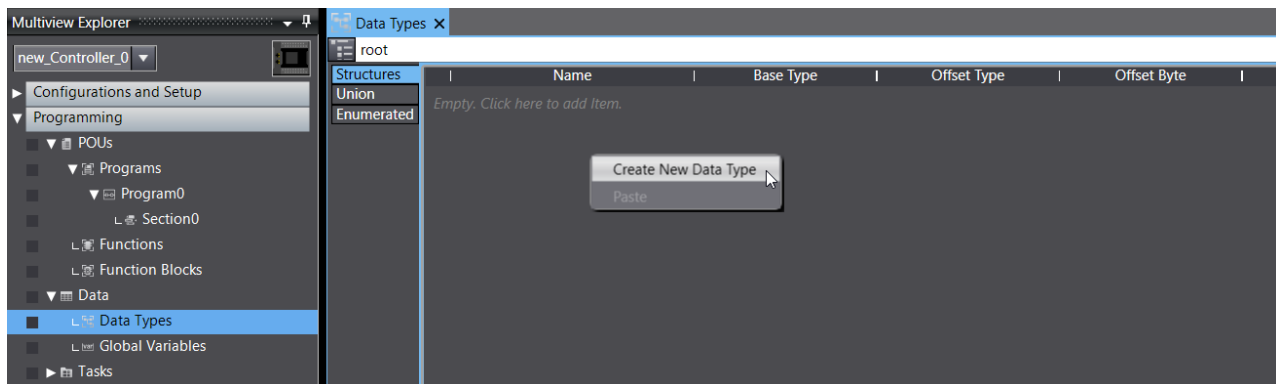 Multiview Explorer
new_Controller_0
Configurations and Setup
Programming
POUs
Programs
Program0
Section0
Functions
Function Blocks
Data
Data Types
Global Variables
Tasks
Data Types
root
Structures
Union
Enumerated
Name Base Type Offset Type Offset Byte
Empty. Click here to add Item.
Create New Data Type
Paste